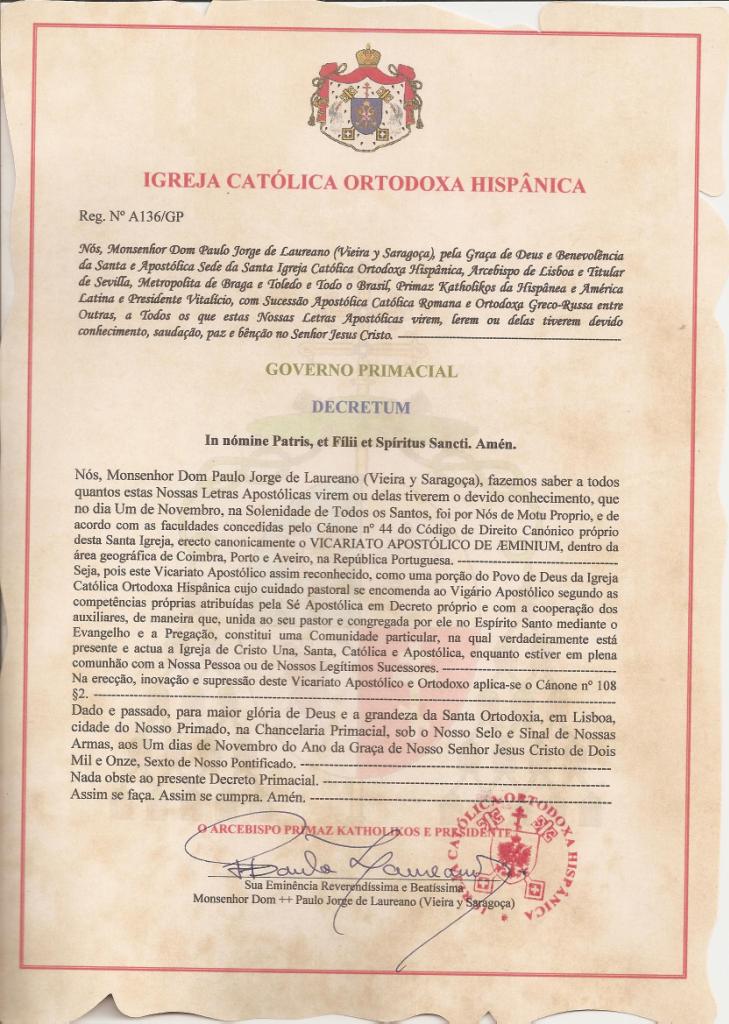 IGREJA CATÓLICA ORTODOXA HISPÂNICA
Reg. Nº A136/GP
Nós, Monsenhor Dom Paulo Jorge de Laureano (Vieira y Saragoça), pela Graça de Deus e Benevolência
da Santa e Apostólica Sede da Santa Igreja Católica Ortodoxa Hispânica, Arcebispo de Lisboa e Titular
de Sevilla, Metropolita de Braga e Toledo e Todo o Brasil, Primaz Katholikos da Hispânea e América
Latina e Presidente Vitalício, com Sucessão Apostólica Católica Romana e Ortodoxa Greco-Russa entre
Outras, a Todos os que estas Nossas Letras Apostólicas virem, lerem ou delas tiverem devido
conhecimento, saudação, paz e bênção no Senhor Jesus Cristo. ----------
GOVERNO PRIMACIAL
DECRETUM
In nómine Patris, et Fílii et Spíritus Sancti. Amén.
Nós, Monsenhor Dom Paulo Jorge de Laureano (Vieira y Saragoça), fazemos saber a todos
quantos estas Nossas Letras Apostólicas virem ou delas tiverem o devido conhecimento, que
no dia Um de Novembro, na Solenidade de Todos os Santos, foi por Nós de Motu Proprio, e de
acordo com as faculdades concedidas pelo Cánone nº 44 do Código de Direito Canónico próprio
desta Santa Igreja, erecto canonicamente o VICARIATO APOSTÓLICO DE ÆMINIUM, dentro da
área geográfica de Coimbra, Porto e Aveiro, na República Portuguesa. ----------
Seja, pois este Vicariato Apostólico assim reconhecido, como uma porção do Povo de Deus da Igreja
Católica Ortodoxa Hispânica cujo cuidado pastoral se encomenda ao Vigário Apostólico segundo as
competências próprias atribuídas pela Sé Apostólica em Decreto próprio e com a cooperação dos
auxiliares, de maneira que, unida ao seu pastor e congregada por ele no Espírito Santo mediante o
Evangelho e a Pregação, constitui uma Comunidade particular, na qual verdadeiramente está
presente e actua a Igreja de Cristo Una, Santa, Católica e Apostólica, enquanto estiver em plena
comunhão com a Nossa Pessoa ou de Nossos Legítimos Sucessores. ----------
Na erecção, inovação e supressão deste Vicariato Apostólico e Ortodoxo aplica-se o Cánone nº 108
§2. ----------
Dado e passado, para maior glória de Deus e a grandeza da Santa Ortodoxia, em Lisboa,
cidade do Nosso Primado, na Chancelaria Primacial, sob o Nosso Selo e Sinal de Nossas
Armas, aos Um dias de Novembro do Ano da Graça de Nosso Senhor Jesus Cristo de Dois
Mil e Onze, Sexto de Nosso Pontificado. ----------
Nada obste ao presente Decreto Primacial. ----------
Assim se faça. Assim se cumpra. Amén. ----------
O ARCEBISPO PRIMAZ KATHOLIKOS E PRESIDENTE
Paulo Laureano
Sua Eminência Reverendíssima e Beatíssima
Monsenhor Dom ++ Paulo Jorge de Laureano (Vieira y Saragoça)
IGREJA CATÓLICA ORTODOXA HISPÂNICA